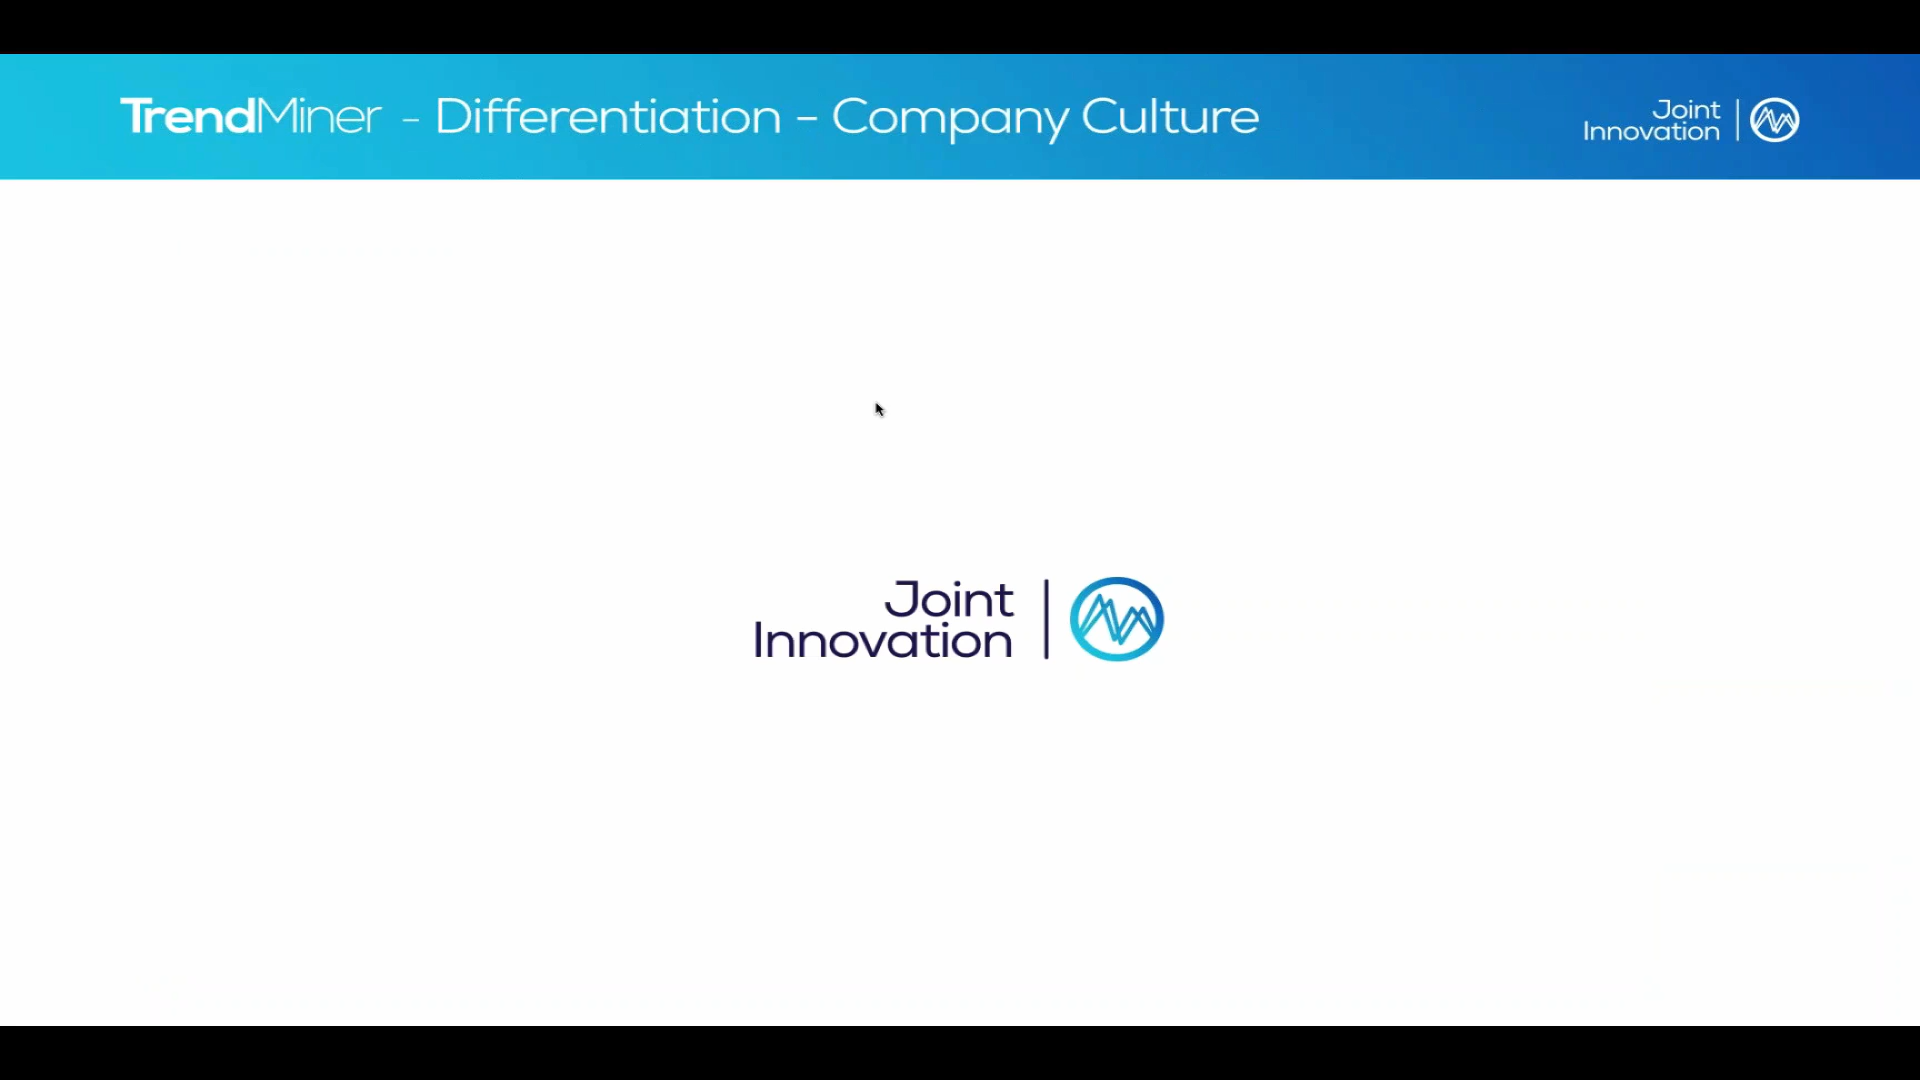 TrendMiner - Differentiation - Company Culture
Joint
Innovation
Joint
Innovation